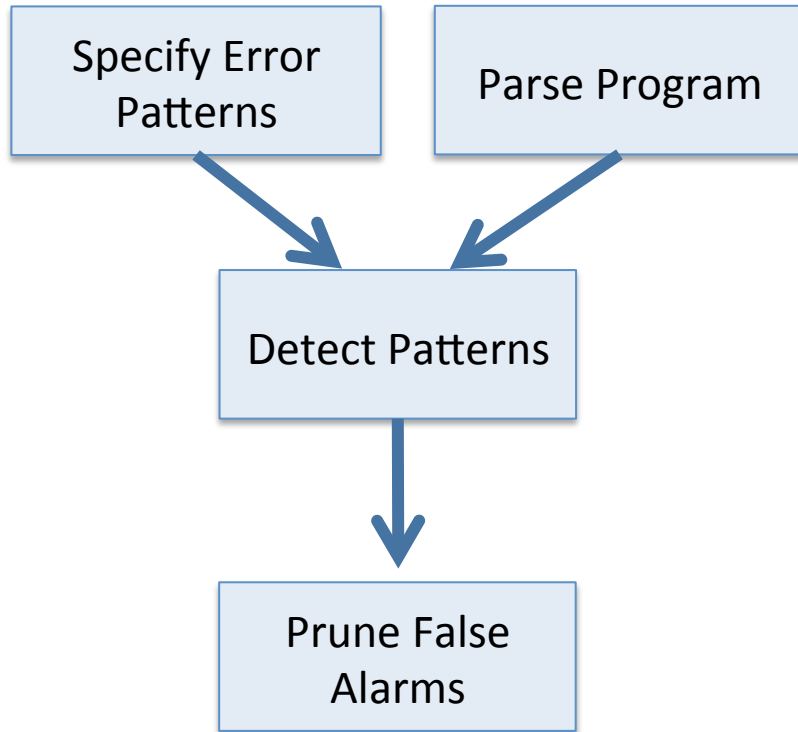 Specify Error
Patterns
Parse Program
Detect Patterns
Prune False
Alarms